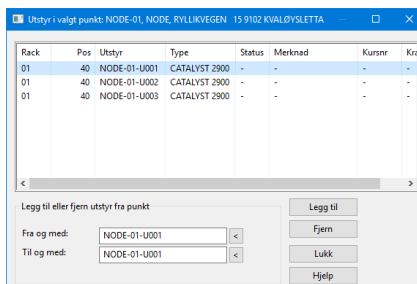 Utstyr i valgt punkt: NODE-01, NODE, RYLLIKVEGEN 15 9102 KVALØYSLETTA
Rack Pos Utstyr Type Status Merknad Kursnr Kra
01 40 NODE-01-U001 CATALYST 2900 - - - -
01 40 NODE-01-U002 CATALYST 2900 - - - -
01 40 NODE-01-U003 CATALYST 2900 - - - -
Legg til eller fjern utstyr fra punkt
Legg til
Fra og med: NODE-01-U001 <
Fjern
Til og med: NODE-01-U001 <
Lukk
Hjelp